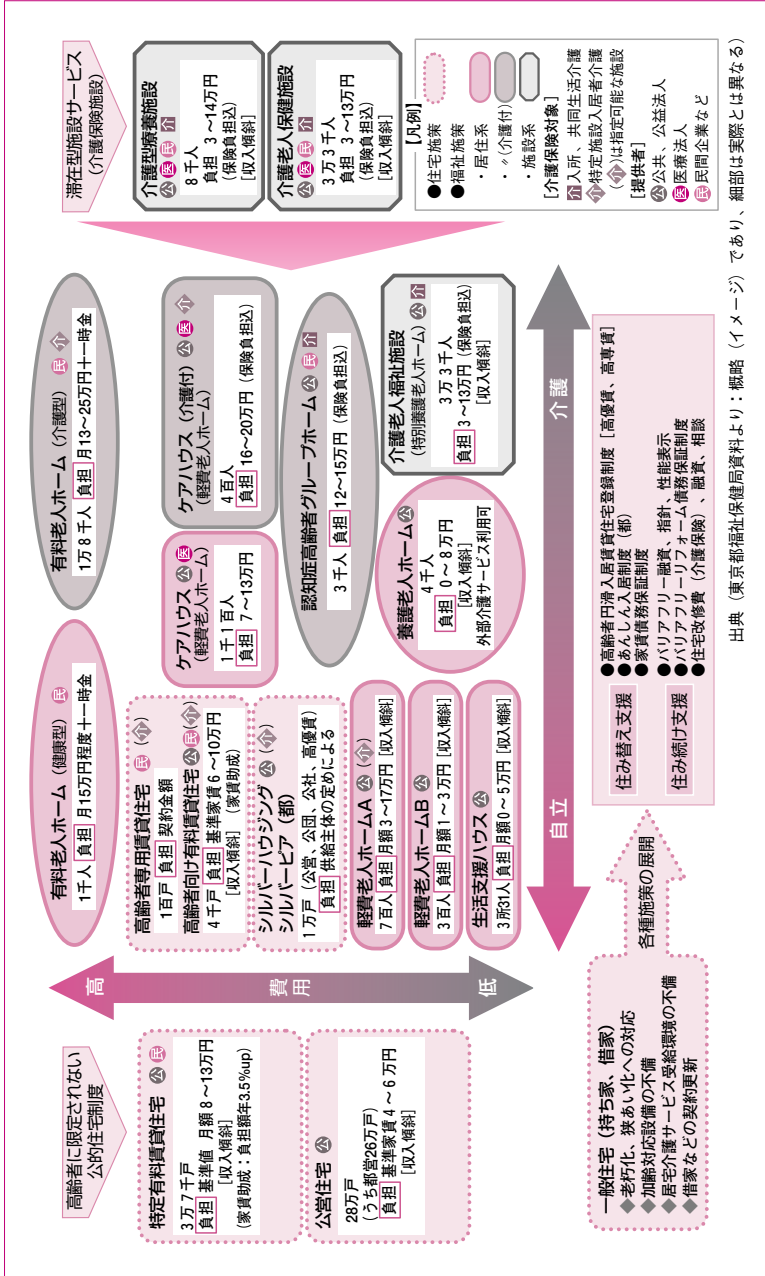 高齢者に限定されない
公的住宅制度
特定有料賃貸住宅 公 民
3万7千戸
負担 基準値 月額8～13万円
[収入傾斜]
(家賃助成：負担額年3.5%up)
公営住宅 公
28万戸
(うち都営26万戸)
負担 基準家賃4～6万円
[収入傾斜]
一般住宅(持ち家、借家)
◆老朽化、狭あい化への対応
◆加齢対応設備の不備
◆居宅介護サービス受給環境の不備
◆借家などの契約更新
高
費用
低
有料老人ホーム(健康型) 民
1千人 負担 月15万円程度＋一時金
高齢者専用賃貸住宅 民(介)
1百戸 負担 契約金額
高齢者向け有料賃貸住宅 公民(介)
4千戸 負担 基準家賃6～10万円
[収入傾斜] (家賃助成)
シルバーハウジング 公(介)
シルバーピア(都)
1万戸(公営、公団、公社、高優賃)
負担 供給主体の定めによる
軽費老人ホームA 公(介)
7百人 負担 月額3～17万円 [収入傾斜]
軽費老人ホームB 公
3百人 負担 月額1～3万円 [収入傾斜]
生活支援ハウス 公
3所31人 負担 月額0～5万円 [収入傾斜]
有料老人ホーム(介護型) 民 介
1万8千人 負担 月13～25万円＋一時金
ケアハウス 公 医
(軽費老人ホーム)
1千1百人
負担 7～13万円
ケアハウス(介護付) 公 医 介
(軽費老人ホーム)
4百人
負担 16～20万円(保険負担込)
認知症高齢者グループホーム 公 民 介
3千人 負担 12～15万円(保険負担込)
養護老人ホーム 公
4千人
負担 0～8万円
[収入傾斜]
外部介護サービス利用可
介護老人福祉施設
(特別養護老人ホーム) 公 介
3万3千人
負担 3～13万円(保険負担込)
[収入傾斜]
自立
介護
各種施策の展開
住み替え支援
●高齢者円滑入居賃貸住宅登録制度[高優賃、高専賃]
●あんしん入居制度(都)
●家賃債務保証制度
住み続け支援
●バリアフリー融資、指針、性能表示
●バリアフリーリフォーム債務保証制度
●住宅改修費(介護保険)、融資、相談
滞在型施設サービス
(介護保険施設)
介護型療養施設
公 医 民 介
8千人
負担 3～14万円
(保険負担込)
[収入傾斜]
介護老人保健施設
公 医 民 介
3万3千人
負担 3～13万円
(保険負担込)
[収入傾斜]
【凡例】
●住宅施策
●福祉施策
・居住系
・〃(介護付)
・施設系
[介護保険対象]
介 入所、共同生活介護
介 特定施設入居者介護
(介)は指定可能な施設
[提供者]
公 公共、公益法人
医 医療法人
民 民間企業など
出典(東京都福祉保健局資料より：概略(イメージ)であり、細部は実際とは異なる)